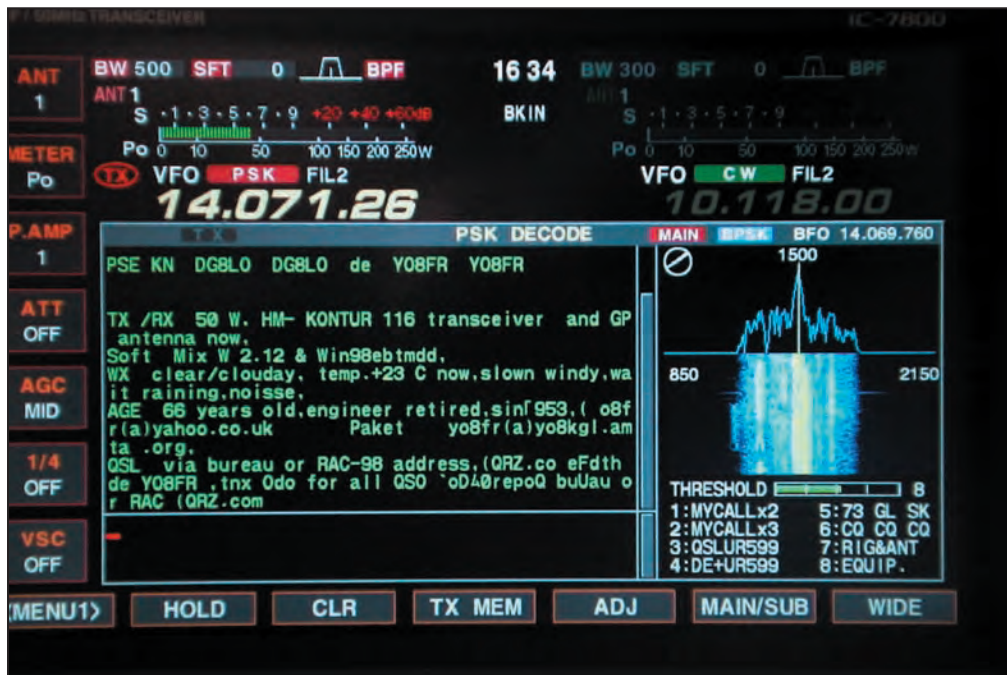 TRANSCEIVER IC-7800
ANT
1
METER
Po
P.AMP
1
ATT
OFF
AGC
MID
1/4
OFF
VSC
OFF
BW 500 SFT 0 BPF
ANT 1
S 1 3 5 7 9 +20 +40 +60dB
Po 0 10 50 100 150 200 250W
TX VFO PSK FIL2
14.071.26
16 34
BKIN
BW 300 SFT 0 BPF
ANT 1
S 1 3 5 7 9
Po 0 10 50 100 150 200 250W
VFO CW FIL2
10.118.00
TX PSK DECODE MAIN BPSK BFO 14.069.760
PSE KN DG8LO DG8LO de YO8FR YO8FR
TX /RX 50 W. HM- KONTUR 116 transceiver and GP
antenna now,
Soft Mix W 2.12 & Win98ebtmdd,
WX clear/clouday, temp.+23 C now,slown windy,wa
it raining,noisse,
AGE 66 years old,engineer retired,sin⌈953,( o8f
r(a)yahoo.co.uk Paket yo8fr(a)yo8kgl.am
ta .org,
QSL via bureau or RAC-98 address,(QRZ.co eFdth
de YO8FR ,tnx Odo for all QSO `oD40repoQ buUau o
r RAC (QRZ.com
1500
850 2150
THRESHOLD 8
1:MYCALLx2 5:73 GL SK
2:MYCALLx3 6:CQ CQ CQ
3:QSLUR599 7:RIG&ANT
4:DE+UR599 8:EQUIP.
<MENU1> HOLD CLR TX MEM ADJ MAIN/SUB WIDE